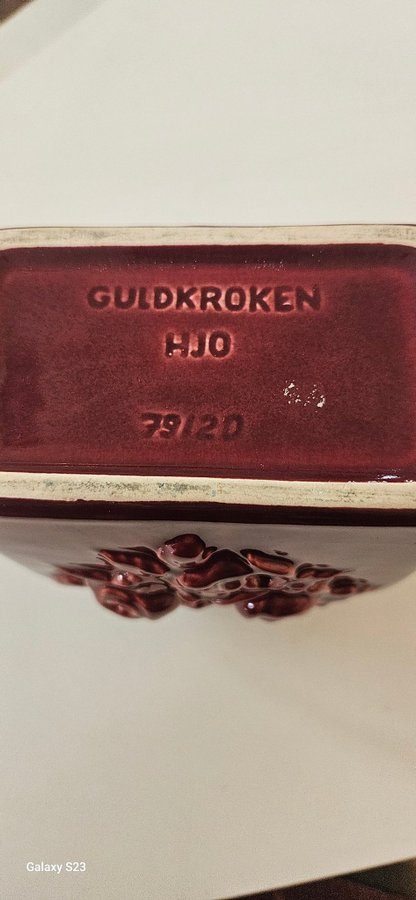 GULDKROKEN
HJO
79/20
Galaxy S23